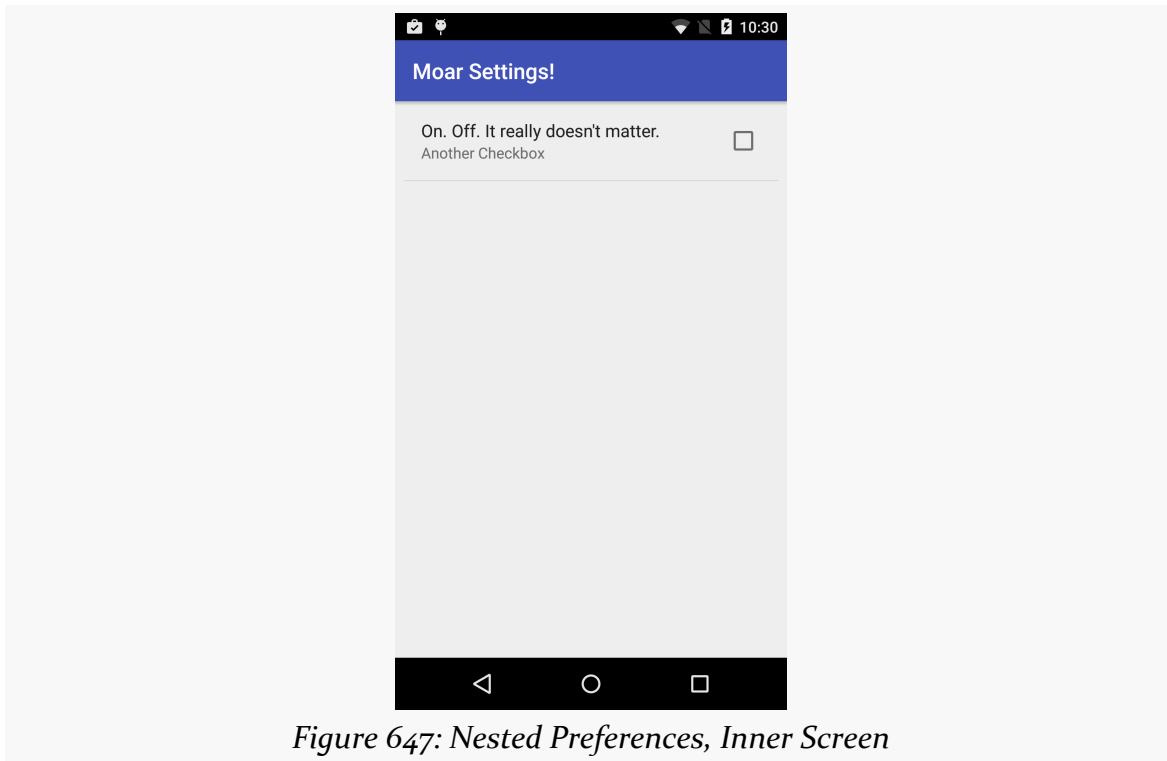 10:30
Moar Settings!
On. Off. It really doesn't matter.
Another Checkbox
Figure 647: Nested Preferences, Inner Screen